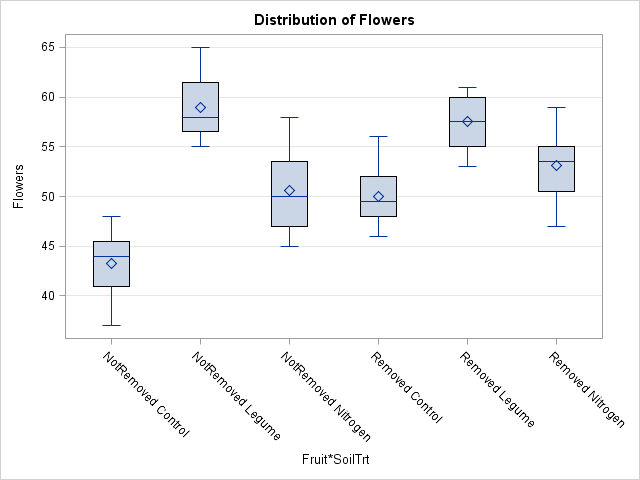 Distribution of Flowers
65
60
55
50
45
40
Flowers
NotRemoved Control
NotRemoved Legume
NotRemoved Nitrogen
Removed Control
Removed Legume
Removed Nitrogen
Fruit*SoilTrt